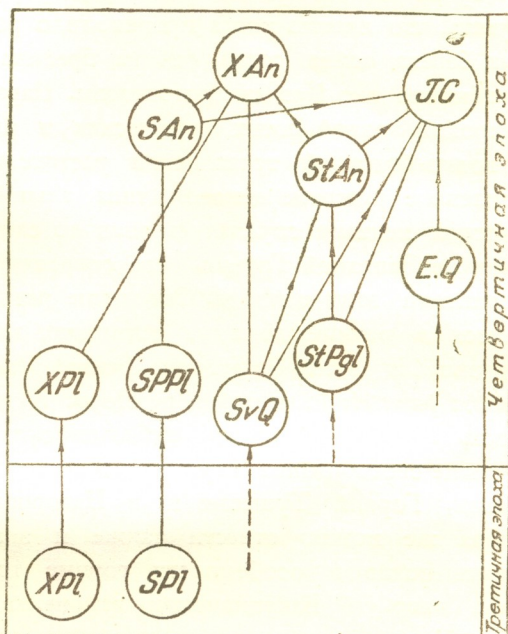 XAn
J.C
SAn
StAn
E.Q
StPgl
XPl
SPPl
SvQ
XPl
SPl
Четвертичная эпоха
Третичная эпоха